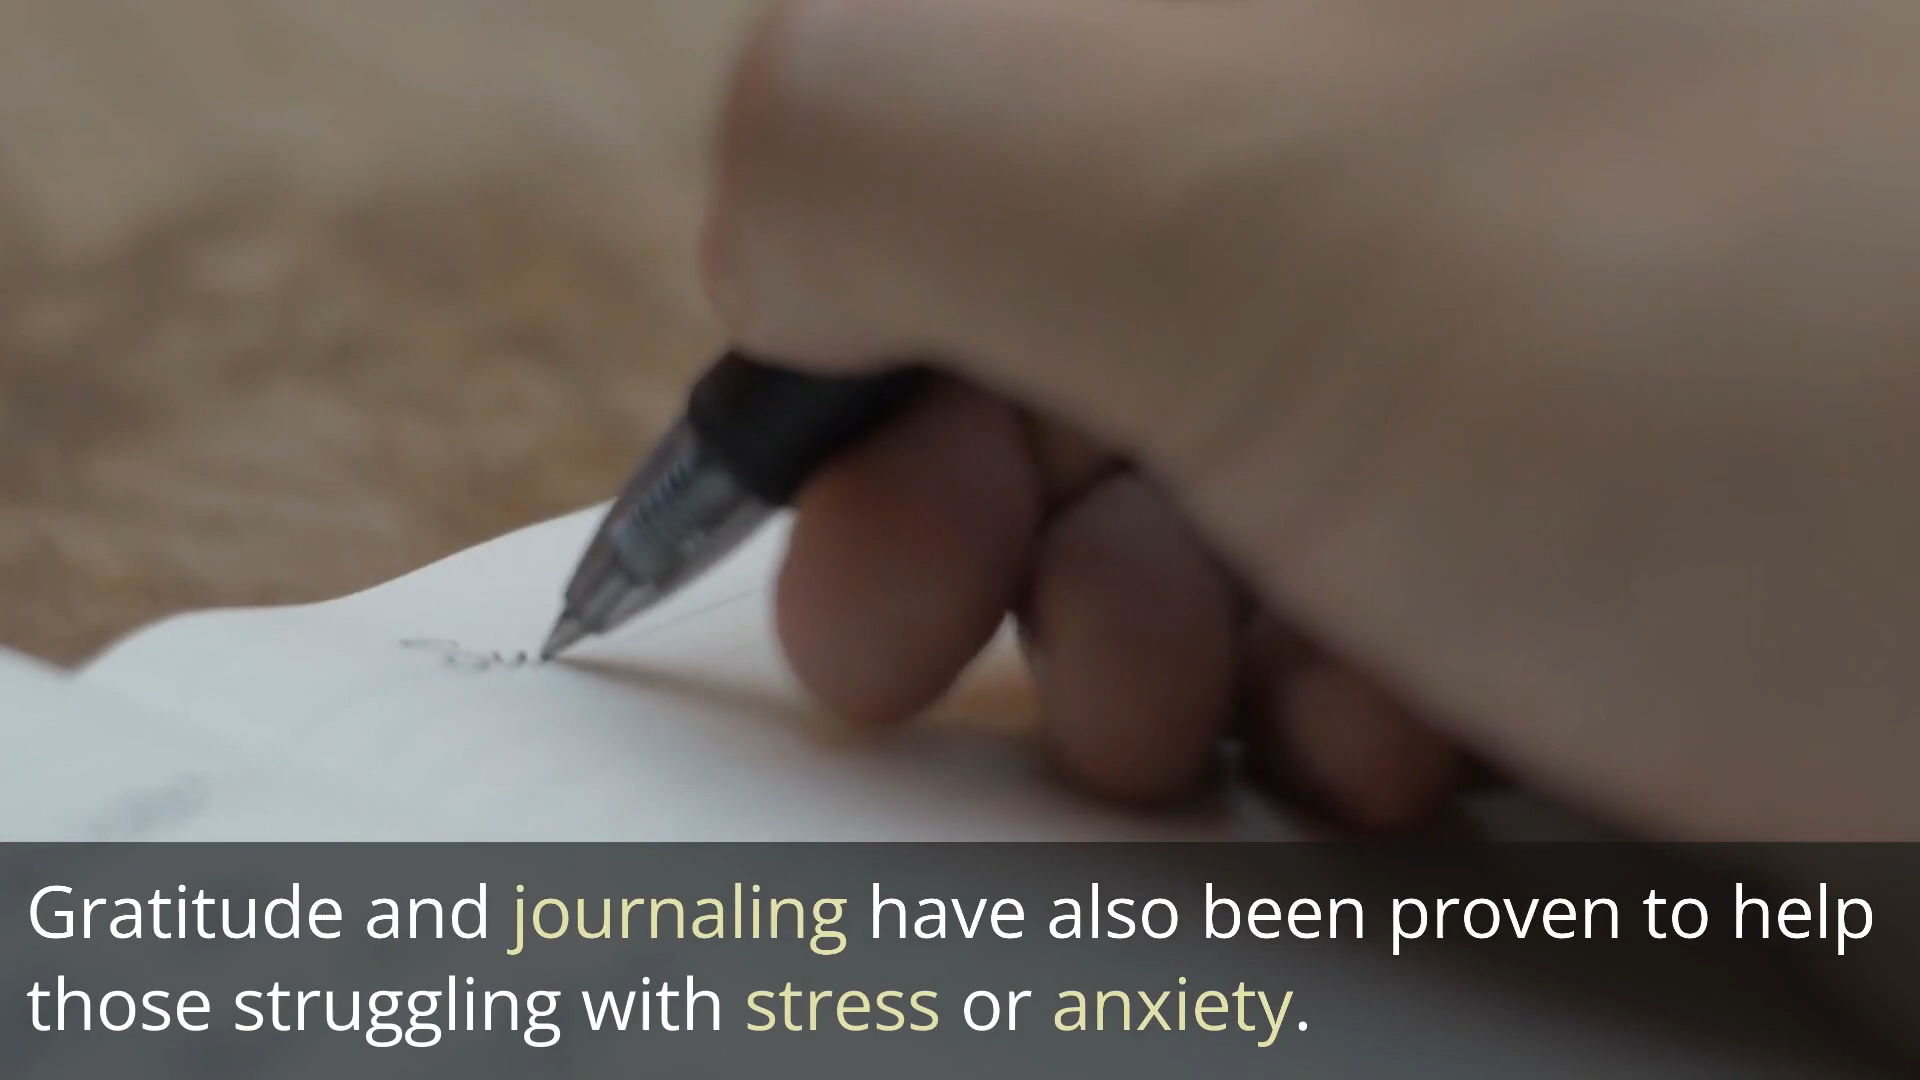 Gratitude and journaling have also been proven to help
those struggling with stress or anxiety.